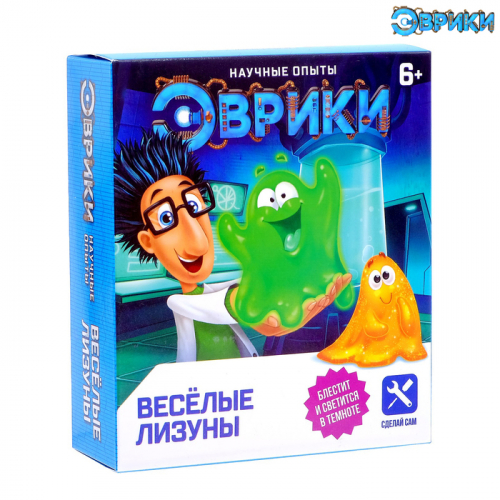 ЭВРИКИ
НАУЧНЫЕ ОПЫТЫ
6+
ЭВРИКИ
ВЕСЁЛЫЕ
ЛИЗУНЫ
БЛЕСТИТ
И СВЕТИТСЯ
В ТЕМНОТЕ
СДЕЛАЙ САМ
ЭВРИКИ
НАУЧНЫЕ
ОПЫТЫ
ВЕСЁЛЫЕ
ЛИЗУНЫ